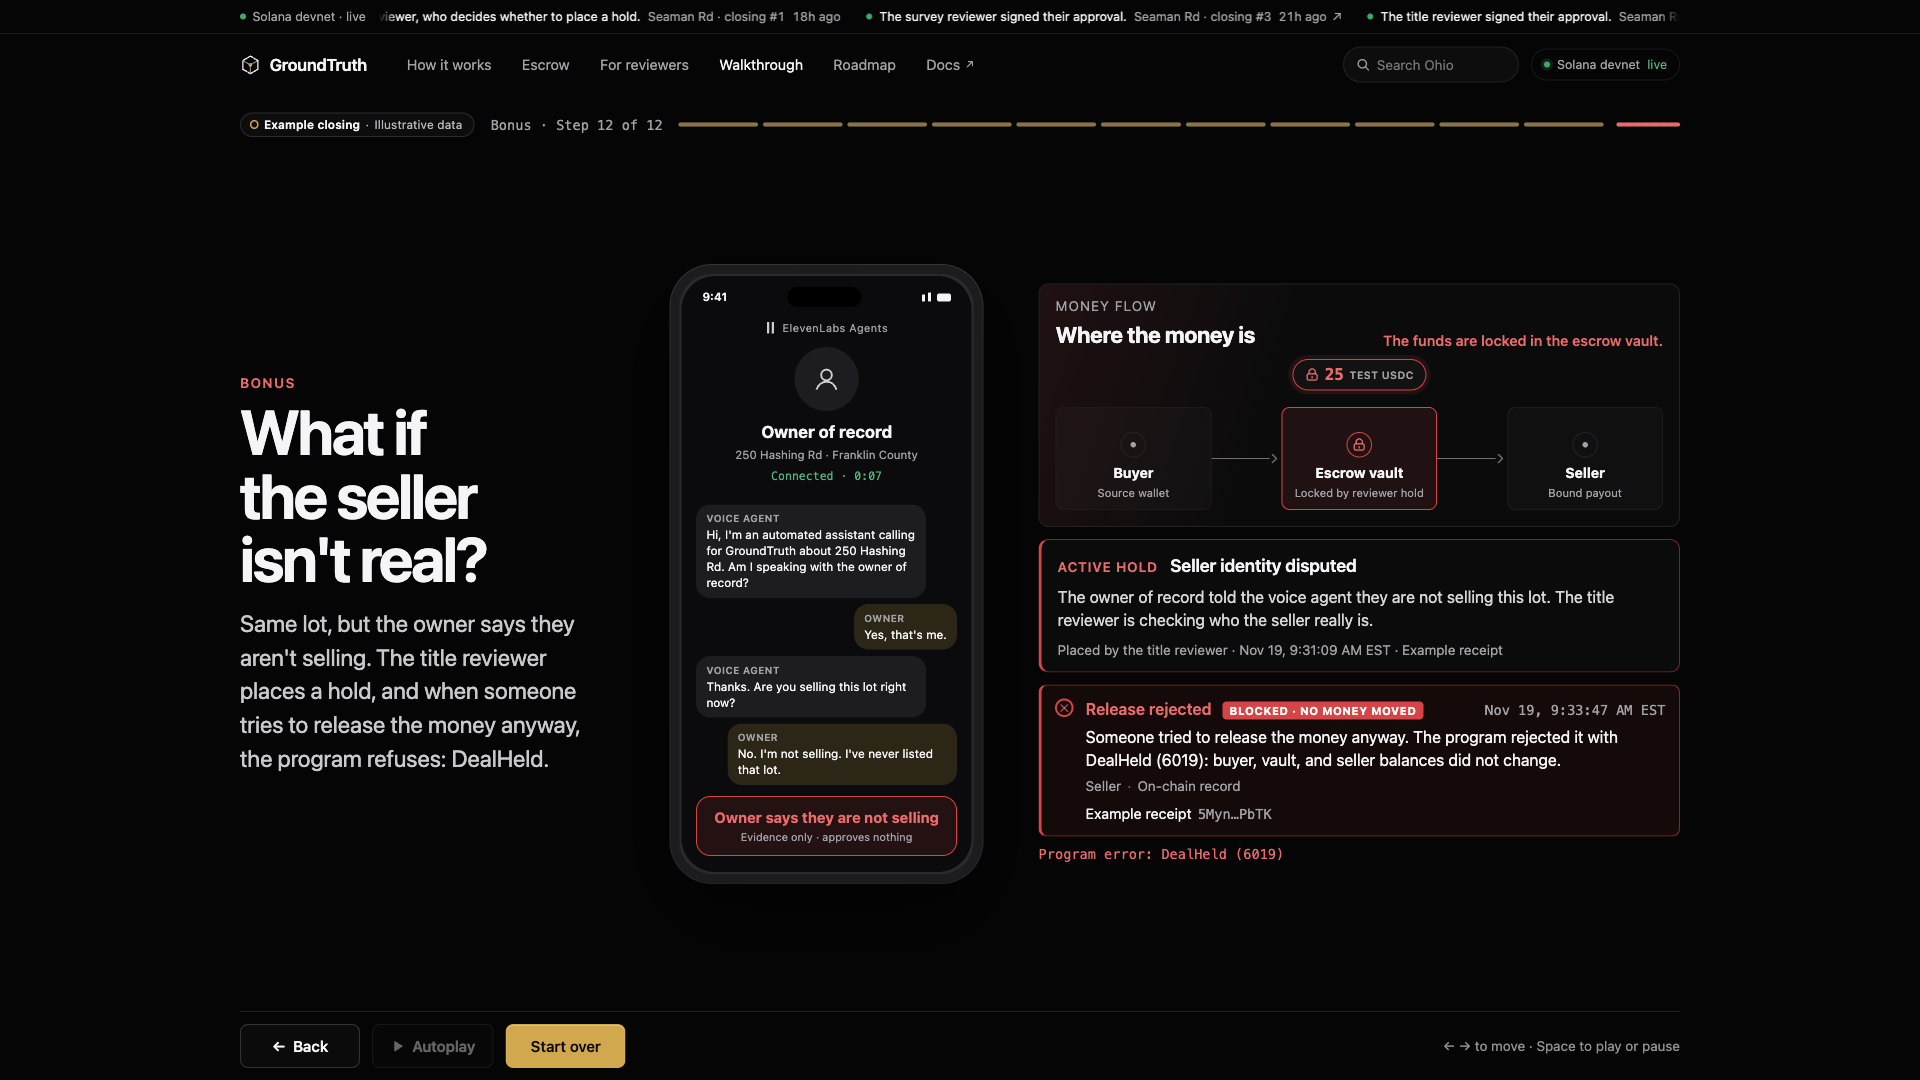 Solana devnet · live
iewer, who decides whether to place a hold. Seaman Rd · closing #1 18h ago
The survey reviewer signed their approval. Seaman Rd · closing #3 21h ago ↗
The title reviewer signed their approval. Seaman
GroundTruth
How it works
Escrow
For reviewers
Walkthrough
Roadmap
Docs ↗
Search Ohio
Solana devnet live
Example closing · Illustrative data
Bonus · Step 12 of 12
BONUS
What if
the seller
isn't real?
Same lot, but the owner says they
aren't selling. The title reviewer
places a hold, and when someone
tries to release the money anyway,
the program refuses: DealHeld.
9:41
ElevenLabs Agents
Owner of record
250 Hashing Rd · Franklin County
Connected · 0:07
VOICE AGENT
Hi, I'm an automated assistant calling
for GroundTruth about 250 Hashing
Rd. Am I speaking with the owner of
record?
OWNER
Yes, that's me.
VOICE AGENT
Thanks. Are you selling this lot right
now?
OWNER
No. I'm not selling. I've never listed
that lot.
Owner says they are not selling
Evidence only · approves nothing
MONEY FLOW
Where the money is
The funds are locked in the escrow vault.
25 TEST USDC
Buyer
Source wallet
Escrow vault
Locked by reviewer hold
Seller
Bound payout
ACTIVE HOLD Seller identity disputed
The owner of record told the voice agent they are not selling this lot. The title
reviewer is checking who the seller really is.
Placed by the title reviewer · Nov 19, 9:31:09 AM EST · Example receipt
Release rejected BLOCKED · NO MONEY MOVED Nov 19, 9:33:47 AM EST
Someone tried to release the money anyway. The program rejected it with
DealHeld (6019): buyer, vault, and seller balances did not change.
Seller · On-chain record
Example receipt 5Myn…PbTK
Program error: DealHeld (6019)
← Back
Autoplay
Start over
← → to move · Space to play or pause